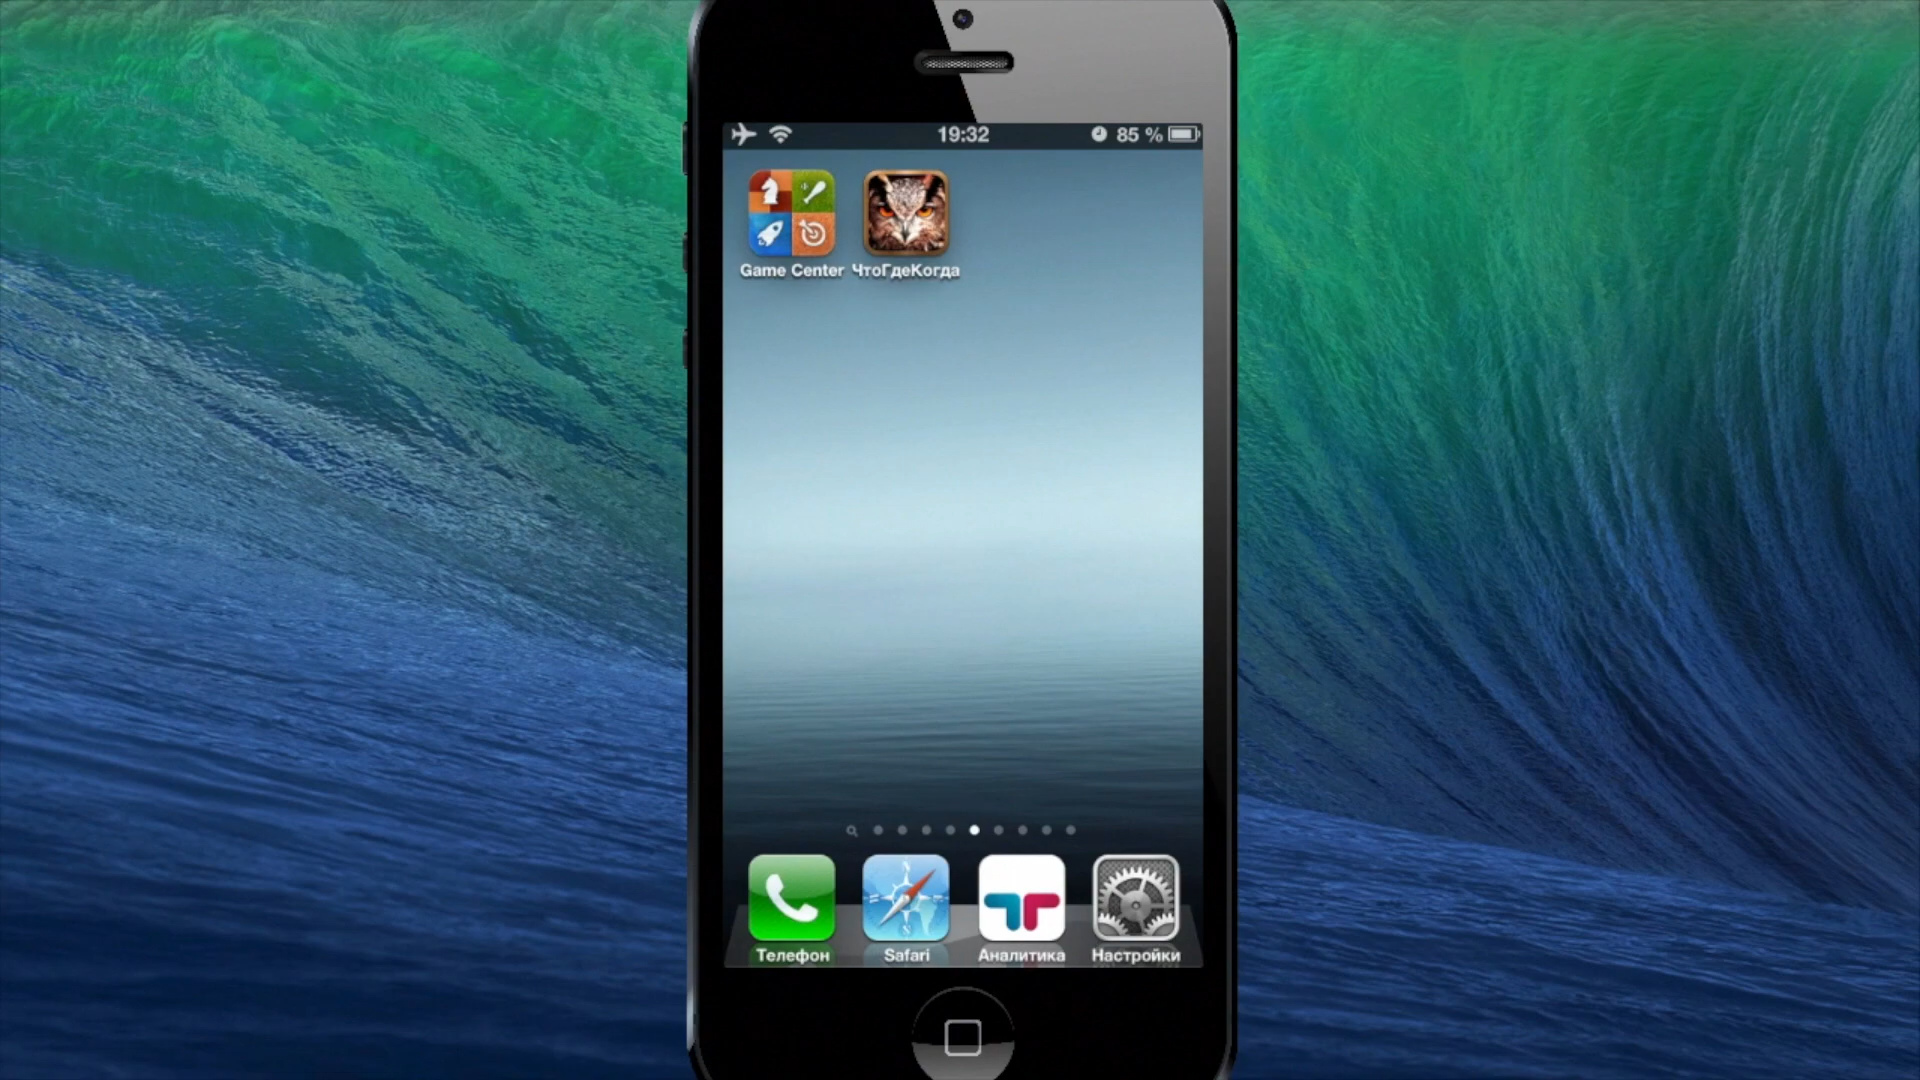 19:32
85 %
Game Center
ЧтоГдеКогда
Телефон
Safari
Аналитика
Настройки